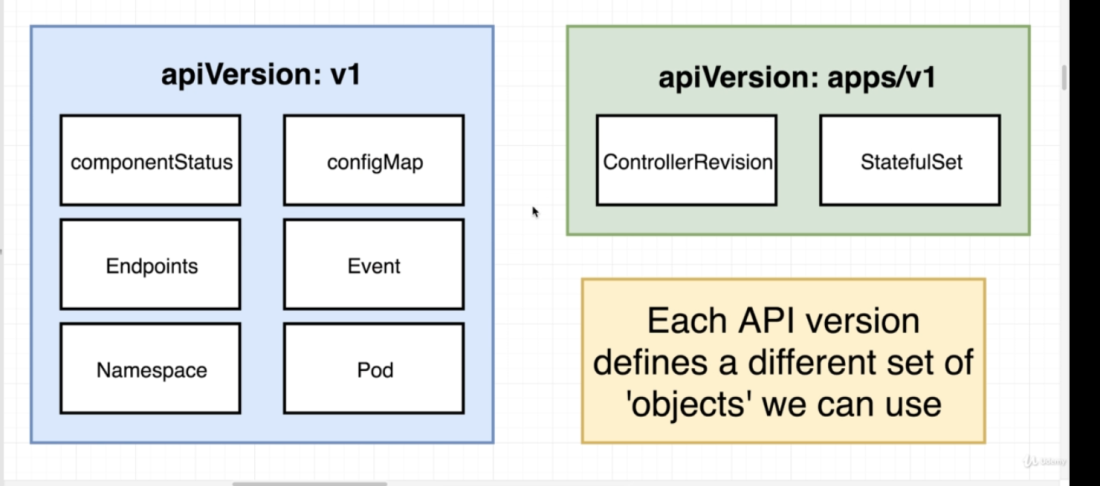 apiVersion: v1
componentStatus
configMap
Endpoints
Event
Namespace
Pod
apiVersion: apps/v1
ControllerRevision
StatefulSet
Each API version
defines a different set of
'objects' we can use
Udemy